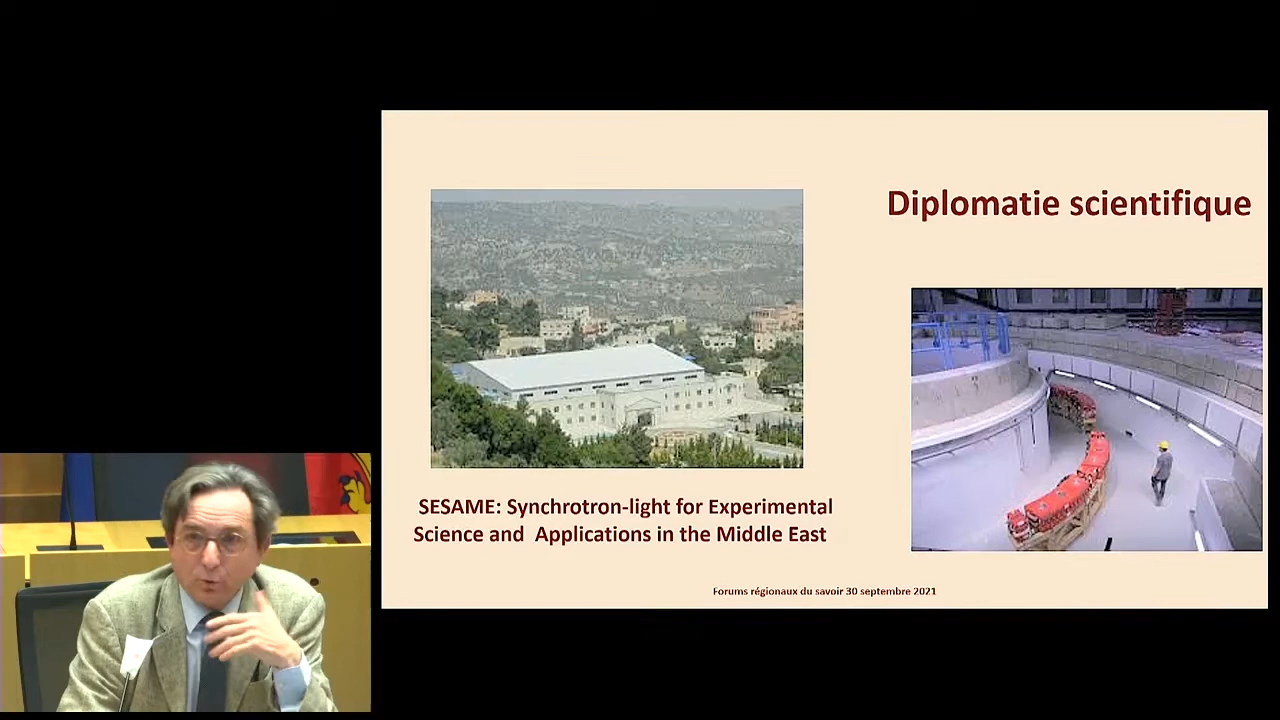 Diplomatie scientifique
SESAME: Synchrotron-light for Experimental
Science and  Applications in the Middle East
Forums régionaux du savoir 30 septembre 2021